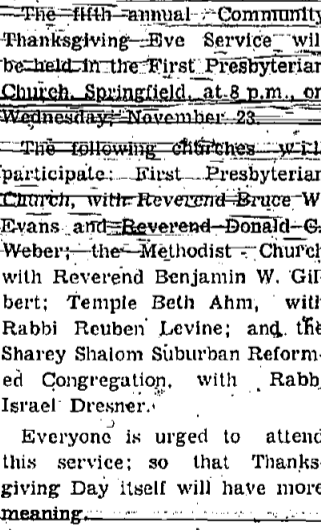 The fifth annual Community
Thanksgiving Eve Service wil
be held in the First Presbyterian
Church, Springfield, at 8 p.m., on
Wednesday, November 23.
The following churches will
participate: First Presbyterian
Church, with Reverend Bruce W.
Evans and Reverend Donald C.
Weber; the Methodist Church
with Reverend Benjamin W. Gil-
bert; Temple Beth Ahm, with
Rabbi Reuben Levine; and the
Sharey Shalom Suburban Reform-
ed Congregation, with Rabb
Israel Dresner.
Everyone is urged to attend
this service; so that Thanks-
giving Day itself will have more
meaning.